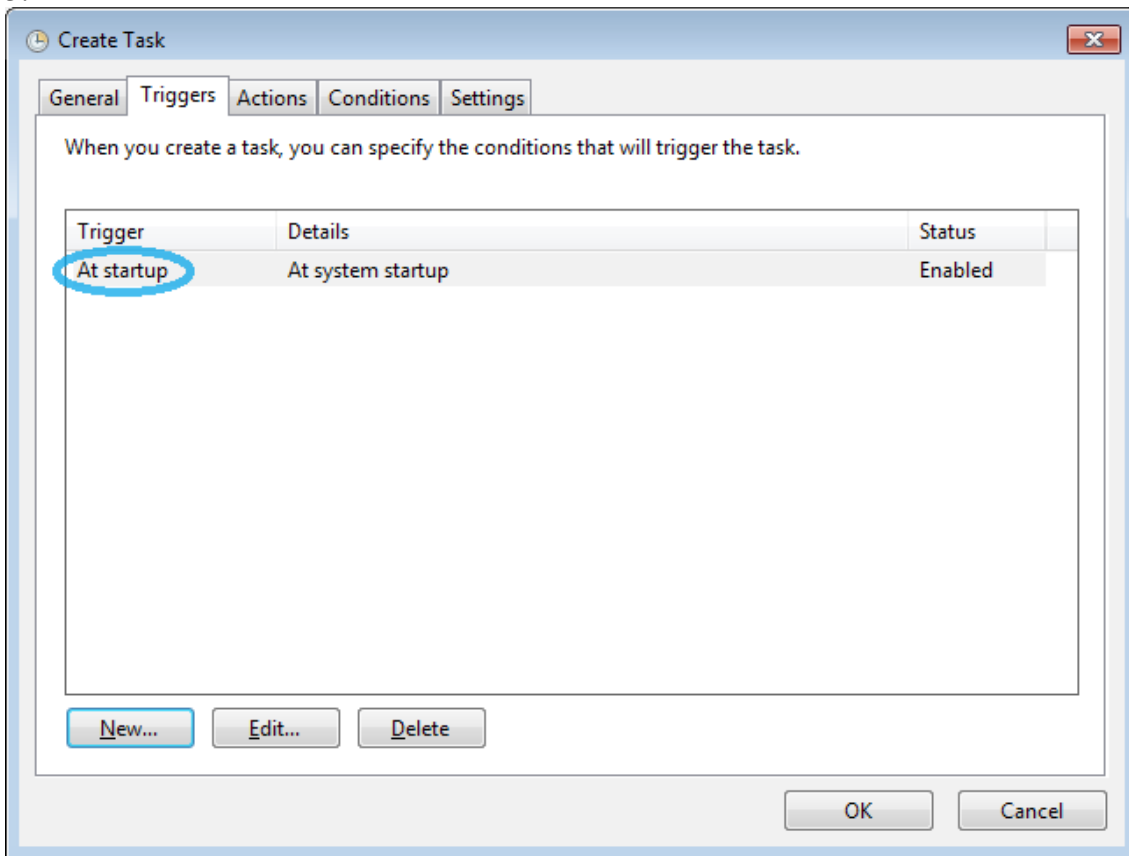 Create Task
General Triggers Actions Conditions Settings
When you create a task, you can specify the conditions that will trigger the task.
Trigger Details Status
At startup At system startup Enabled
New... Edit... Delete
OK Cancel